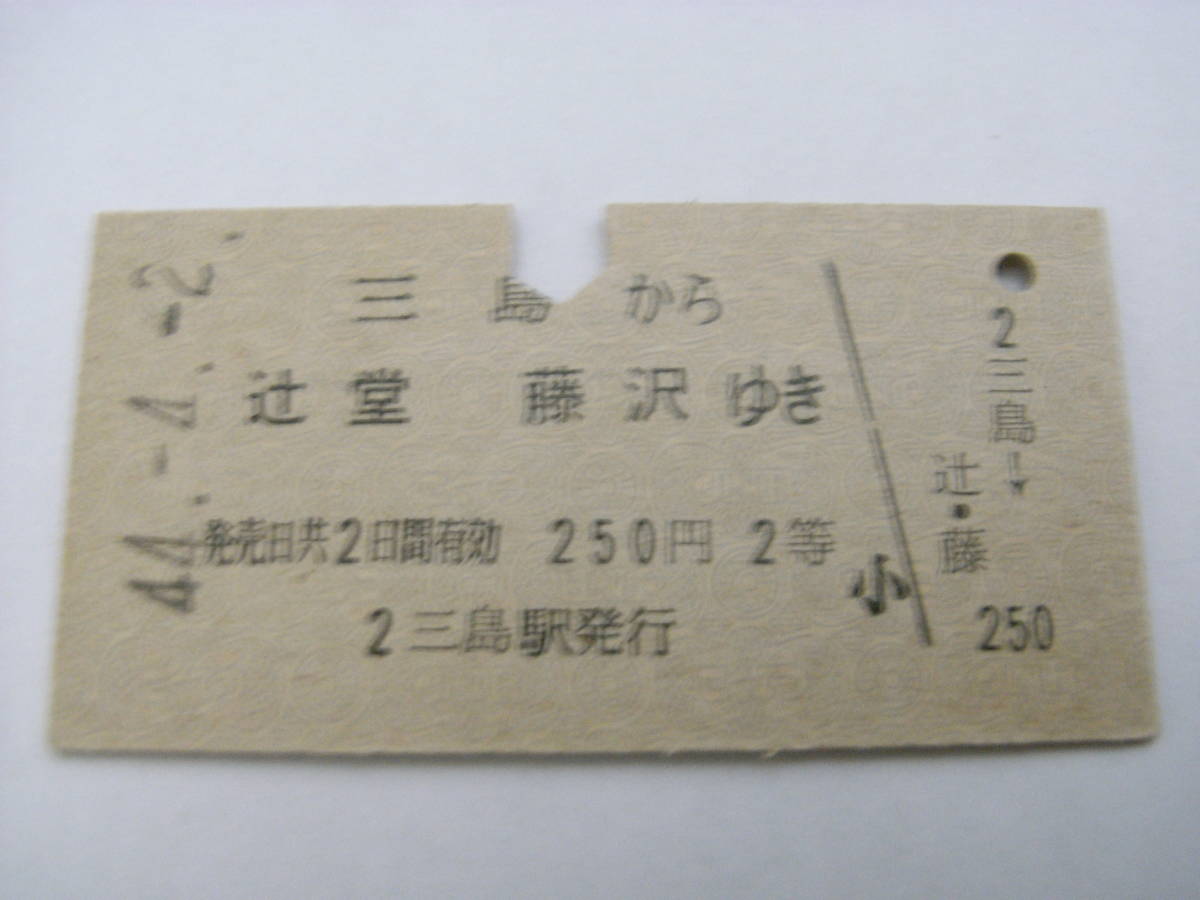 44.-4.-2.
三島から
辻堂 藤沢ゆき
発売日共2日間有効 250円 2等
2三島駅発行
小
2三島→
辻・藤
250